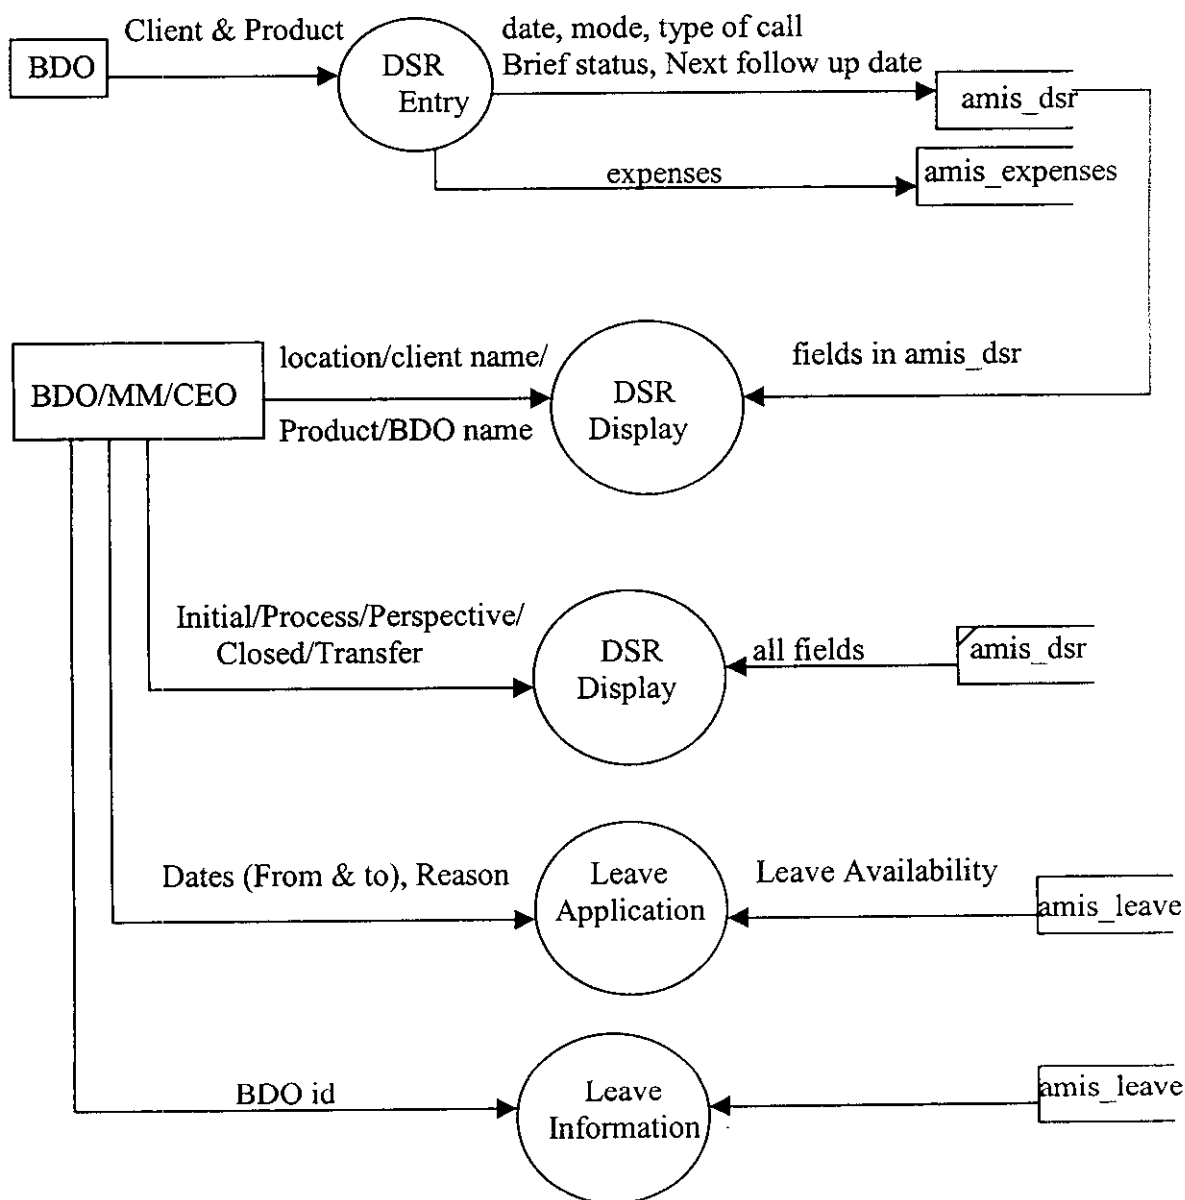 Client & Product
date, mode, type of call
Brief status, Next follow up date
BDO
DSR
Entry
amis_dsr
expenses
amis_expenses
location/client name/
Product/BDO name
BDO/MM/CEO
DSR
Display
fields in amis_dsr
Initial/Process/Perspective/
Closed/Transfer
DSR
Display
all fields
amis_dsr
Dates (From & to), Reason
Leave
Application
Leave Availability
amis_leave
BDO id
Leave
Information
amis_leave